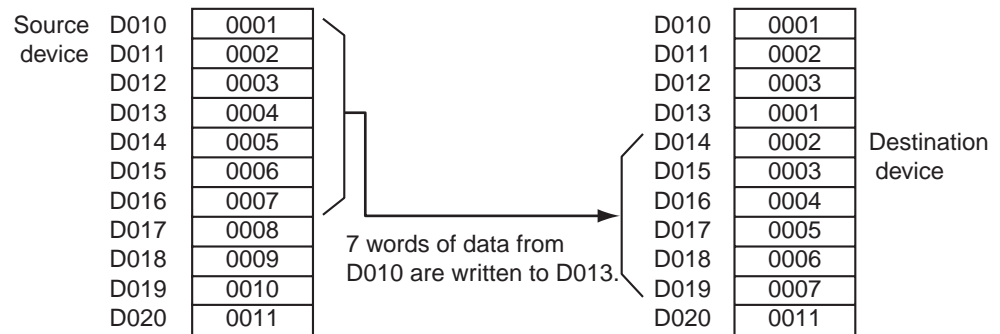 Source D010 0001 D010 0001
device D011 0002 D011 0002
D012 0003 D012 0003
D013 0004 D013 0001
D014 0005 D014 0002 Destination
D015 0006 D015 0003 device
D016 0007 D016 0004
D017 0008 7 words of data from D017 0005
D018 0009 D010 are written to D013. D018 0006
D019 0010 D019 0007
D020 0011 D020 0011